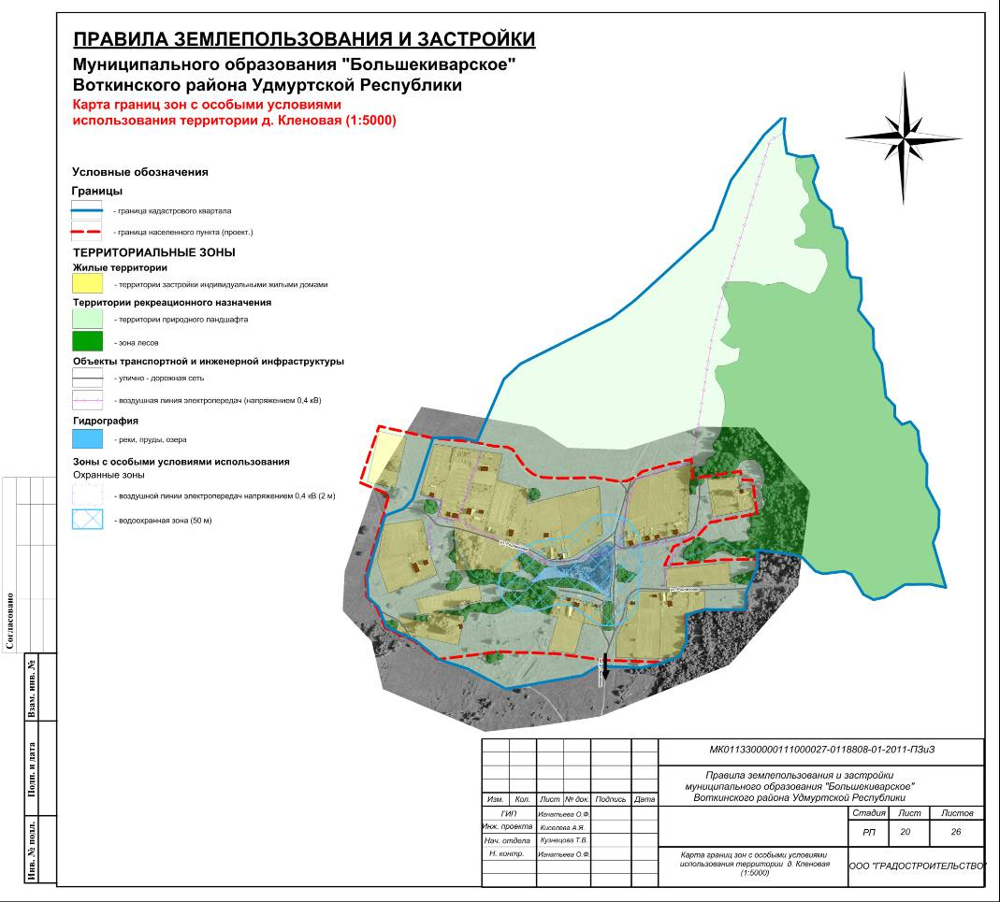 ПРАВИЛА ЗЕМЛЕПОЛЬЗОВАНИЯ И ЗАСТРОЙКИ
Муниципального образования "Большекиварское"
Воткинского района Удмуртской Республики
Карта границ зон с особыми условиями
использования территории д. Кленовая (1:5000)
Условные обозначения
Границы
- граница кадастрового квартала
- граница населенного пункта (проект.)
ТЕРРИТОРИАЛЬНЫЕ ЗОНЫ
Жилые территории
- территории застройки индивидуальными жилыми домами
Территории рекреационного назначения
- территории природного ландшафта
- зона лесов
Объекты транспортной и инженерной инфраструктуры
- улично - дорожная сеть
- воздушная линия электропередач (напряжением 0,4 кВ)
Гидрография
- реки, пруды, озера
Зоны с особыми условиями использования
Охранные зоны
- воздушной линии электропередач напряжением 0,4 кВ (2 м)
- водоохранная зона (50 м)
Согласовано
Взам. инв. №
Подп. и дата
Инв. № подл.
МК0113300000111000027-0118808-01-2011-ПЗиЗ
Правила землепользования и застройки
муниципального образования "Большекиварское"
Воткинского района Удмуртской Республики
Изм. Кол. Лист № док. Подпись Дата
ГИП Игнатьева О.Ф.
Инж. проекта Киселева А.Я.
Нач. отдела Кузнецова Т.В.
Н. контр. Игнатьева О.Ф.
Стадия Лист Листов
РП 20 26
Карта границ зон с особыми условиями
использования территории д. Кленовая
(1:5000)
ООО "ГРАДОСТРОИТЕЛЬСТВО"